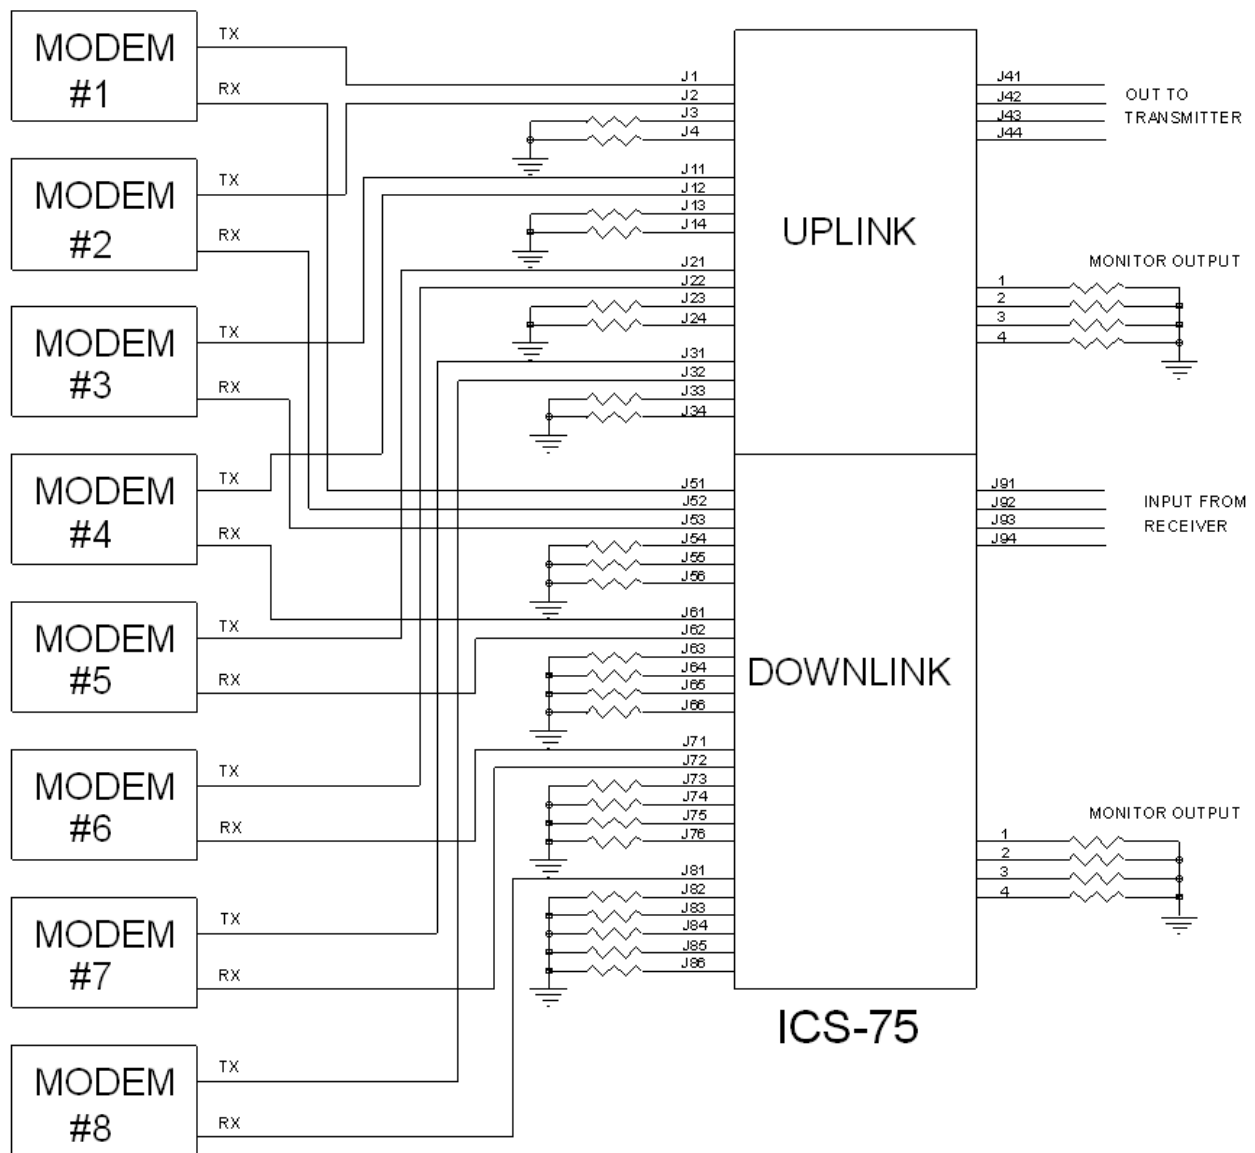 MODEM
#1
TX
RX
MODEM
#2
TX
RX
MODEM
#3
TX
RX
MODEM
#4
TX
RX
MODEM
#5
TX
RX
MODEM
#6
TX
RX
MODEM
#7
TX
RX
MODEM
#8
TX
RX
J1
J2
J3
J4
J11
J12
J13
J14
J21
J22
J23
J24
J31
J32
J33
J34
J51
J52
J53
J54
J55
J56
J61
J62
J63
J64
J65
J66
J71
J72
J73
J74
J75
J76
J81
J82
J83
J84
J85
J86
UPLINK
DOWNLINK
ICS-75
J41
J42
J43
J44
OUT TO
TRANSMITTER
MONITOR OUTPUT
1
2
3
4
J91
J92
J93
J94
INPUT FROM
RECEIVER
MONITOR OUTPUT
1
2
3
4